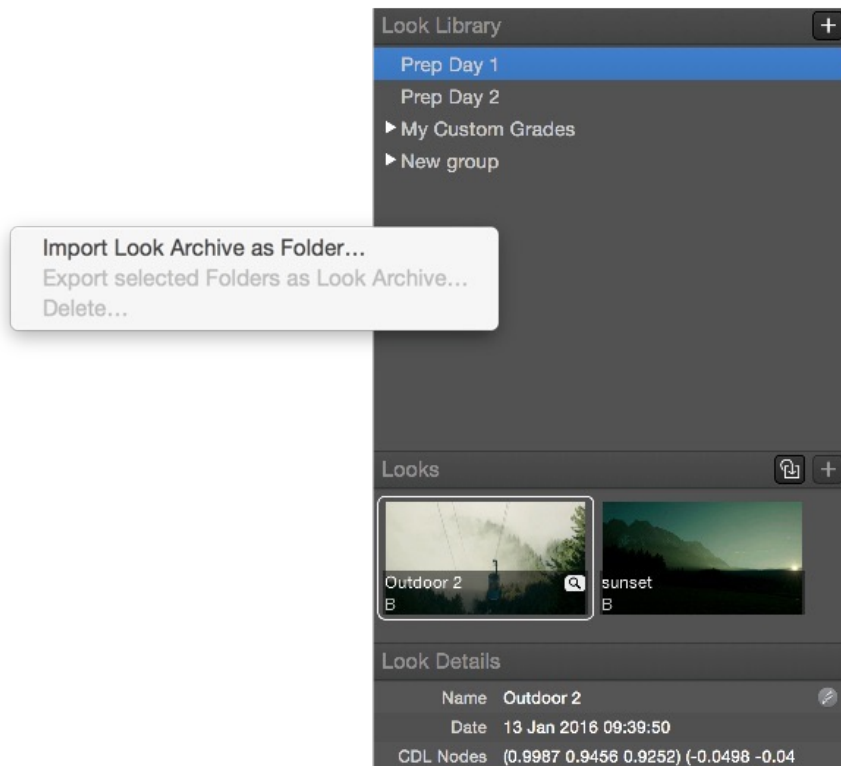 Look Library
Prep Day 1
Prep Day 2
My Custom Grades
New group
Import Look Archive as Folder...
Export selected Folders as Look Archive...
Delete...
Looks
Outdoor 2
B
sunset
B
Look Details
Name Outdoor 2
Date 13 Jan 2016 09:39:50
CDL Nodes (0.9987 0.9456 0.9252) (-0.0498 -0.04